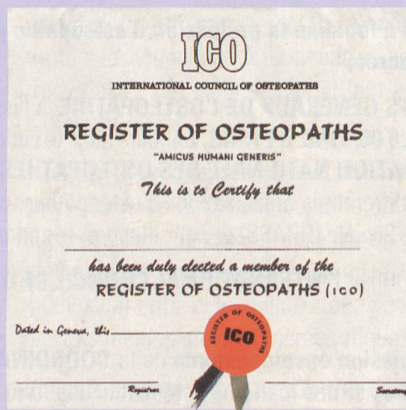 ICO
INTERNATIONAL COUNCIL OF OSTEOPATHS
REGISTER OF OSTEOPATHS
"AMICUS HUMANI GENERIS"
This is to Certify that
has been duly elected a member of the
REGISTER OF OSTEOPATHS (ICO)
REGISTER OF OSTEOPATHS
ICO
Dated in Geneva, this
Registrar
Secretary